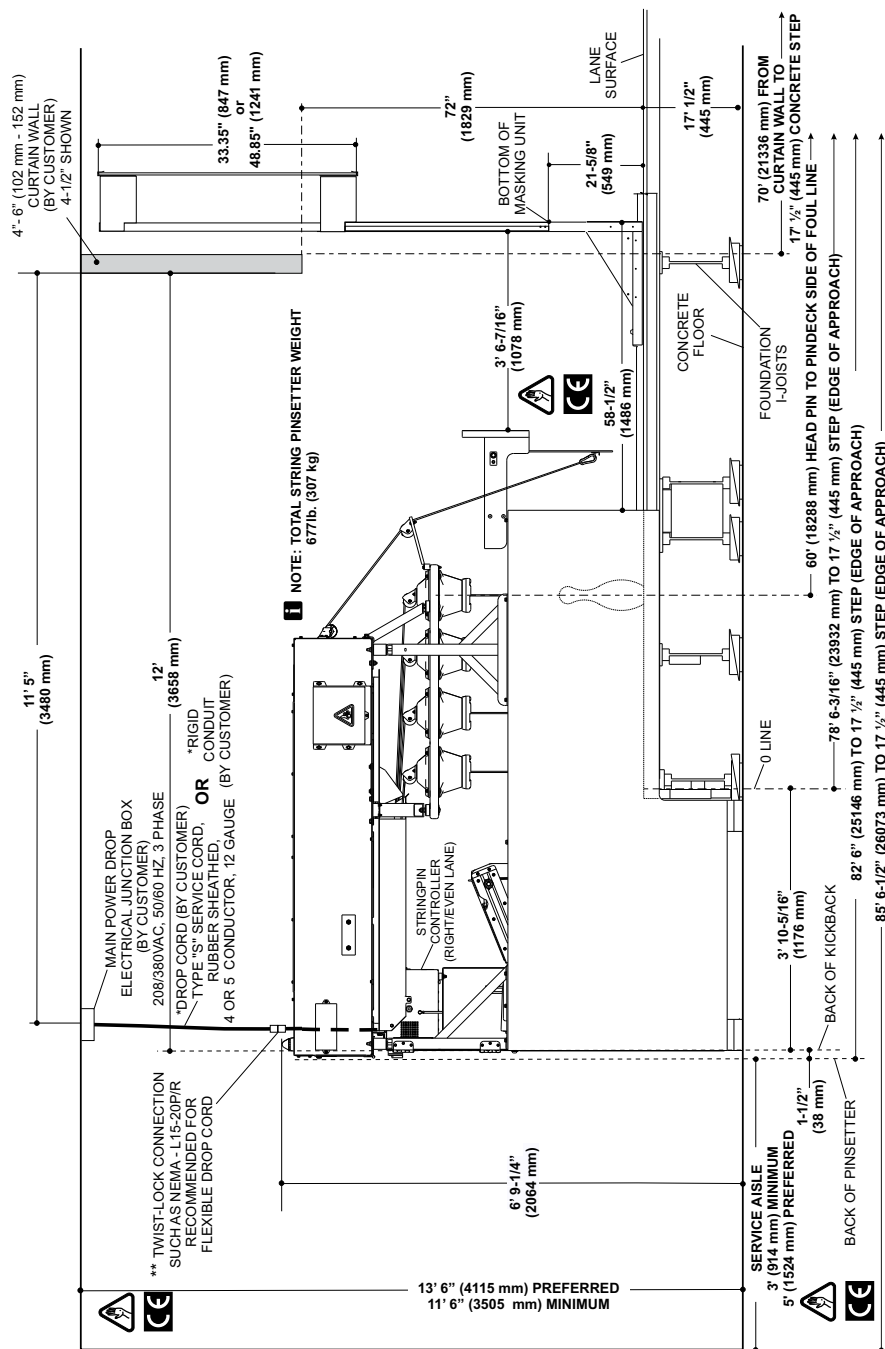 4"- 6" (102 mm - 152 mm)
CURTAIN WALL
(BY CUSTOMER)
4-1/2" SHOWN
33.35" (847 mm)
or
48.85" (1241 mm)
72"
(1829 mm)
LANE
SURFACE
17' 1/2"
(445 mm)
BOTTOM OF
MASKING UNIT
21-5/8"
(549 mm)
70' (21336 mm) FROM
CURTAIN WALL TO
17 ½" (445 mm) CONCRETE STEP
11' 5"
(3480 mm)
12'
(3658 mm)
i NOTE: TOTAL STRING PINSETTER WEIGHT
677lb. (307 kg)
3' 6-7/16"
(1078 mm)
CE
58-1/2"
(1486 mm)
CONCRETE
FLOOR
FOUNDATION
I-JOISTS
60' (18288 mm) HEAD PIN TO PINDECK SIDE OF FOUL LINE
78' 6-3/16" (23932 mm) TO 17 ½" (445 mm) STEP (EDGE OF APPROACH)
82' 6" (25146 mm) TO 17 ½" (445 mm) STEP (EDGE OF APPROACH)
85' 6-1/2" (26073 mm) TO 17 ½" (445 mm) STEP (EDGE OF APPROACH)
MAIN POWER DROP
ELECTRICAL JUNCTION BOX
(BY CUSTOMER)
208/380VAC, 50/60 HZ, 3 PHASE
*DROP CORD (BY CUSTOMER)
TYPE "S" SERVICE CORD,
RUBBER SHEATHED,
4 OR 5 CONDUCTOR, 12 GAUGE
OR
*RIGID
CONDUIT
(BY CUSTOMER)
STRINGPIN
CONTROLLER
(RIGHT/EVEN LANE)
0 LINE
3' 10-5/16"
(1176 mm)
BACK OF KICKBACK
1-1/2"
(38 mm)
BACK OF PINSETTER
** TWIST-LOCK CONNECTION
SUCH AS NEMA - L15-20P/R
RECOMMENDED FOR
FLEXIBLE DROP CORD
6' 9-1/4"
(2064 mm)
SERVICE AISLE
3' (914 mm) MINIMUM
5' (1524 mm) PREFERRED
CE
CE
13' 6" (4115 mm) PREFERRED
11' 6" (3505 mm) MINIMUM